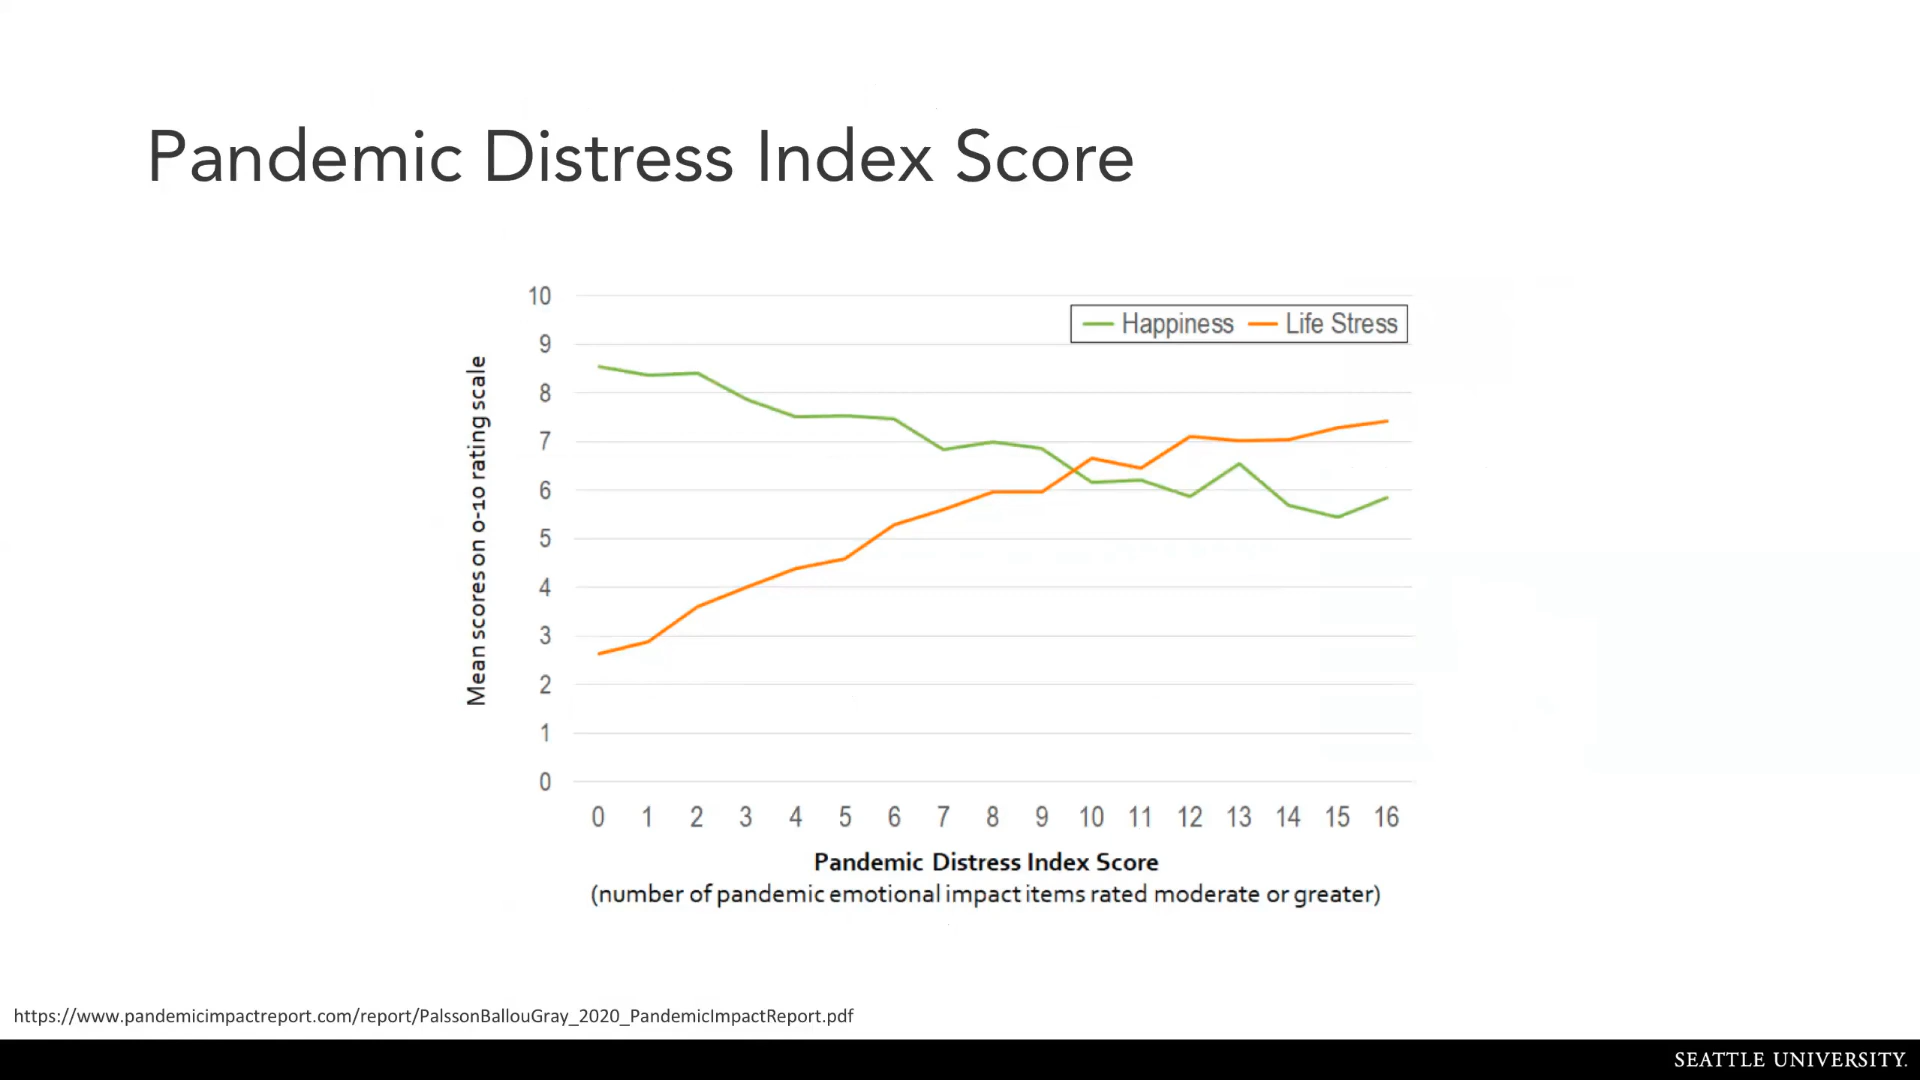 Pandemic Distress Index Score
10
9
8
7
6
5
4
3
2
1
0
Mean scores on 0-10 rating scale
Happiness Life Stress
0 1 2 3 4 5 6 7 8 9 10 11 12 13 14 15 16
Pandemic Distress Index Score
(number of pandemic emotional impact items rated moderate or greater)
https://www.pandemicimpactreport.com/report/PalssonBallouGray_2020_PandemicImpactReport.pdf
SEATTLE UNIVERSITY.